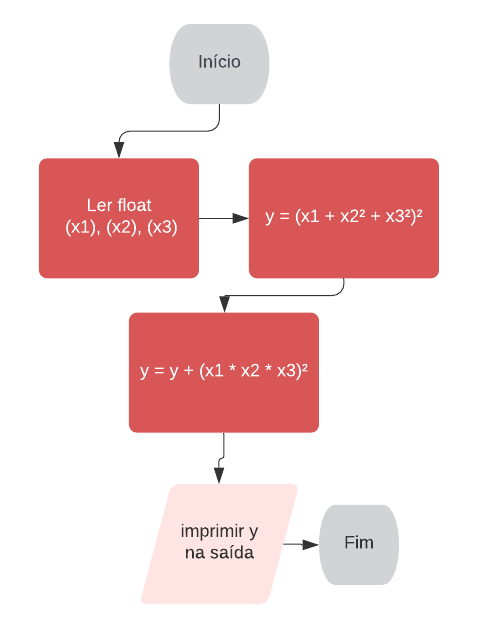 Início
Ler float
(x1), (x2), (x3)
y = (x1 + x2² + x3²)²
y = y + (x1 * x2 * x3)²
imprimir y
na saída
Fim